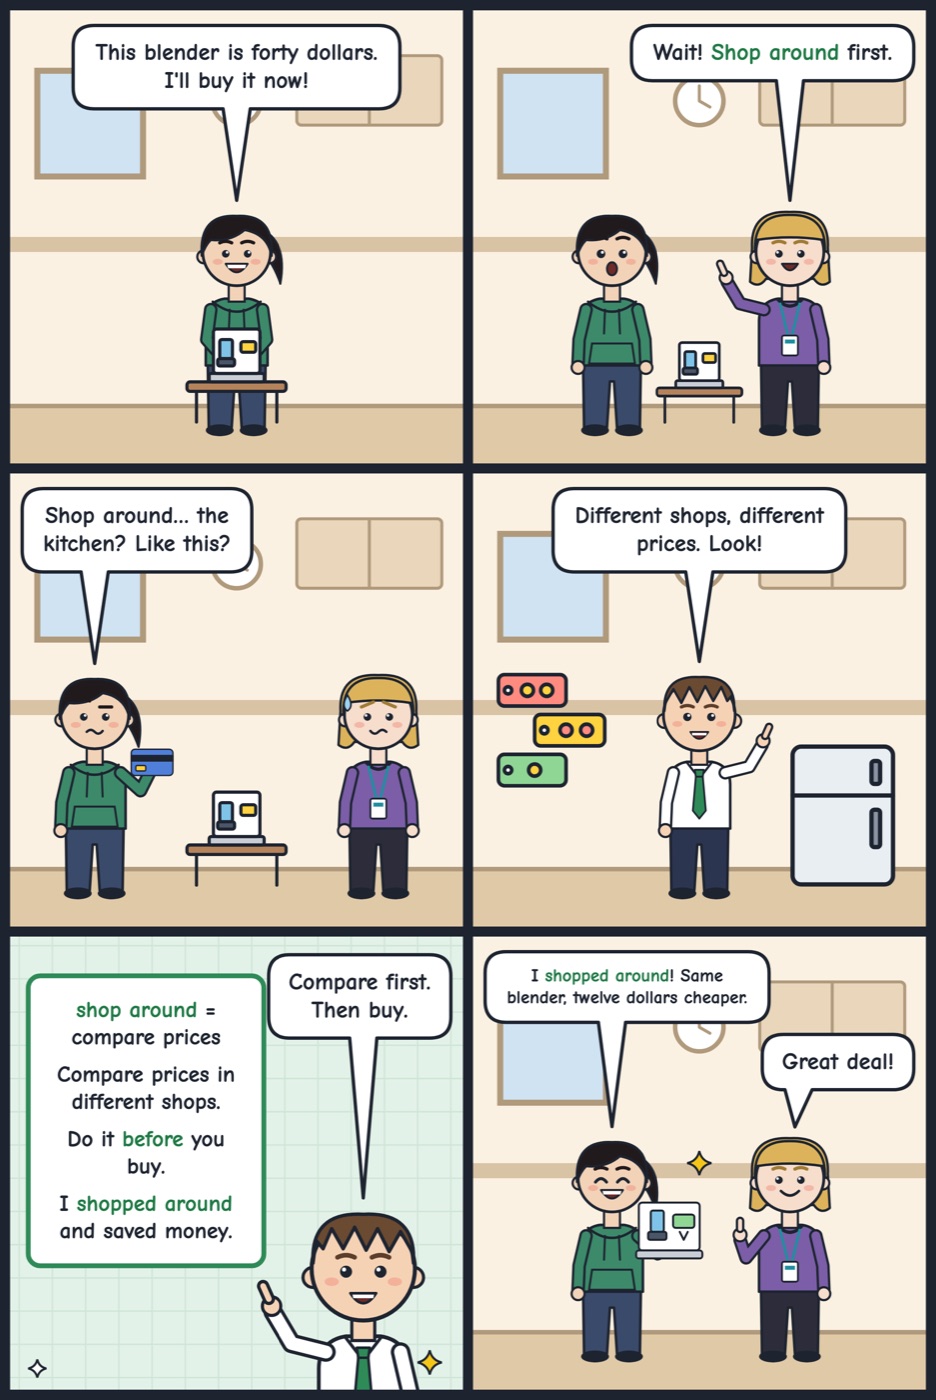 This blender is forty dollars.
I'll buy it now!
Wait! Shop around first.
Shop around... the
kitchen? Like this?
Different shops, different
prices. Look!
shop around =
compare prices
Compare prices in
different shops.
Do it before you
buy.
I shopped around
and saved money.
Compare first.
Then buy.
I shopped around! Same
blender, twelve dollars cheaper.
Great deal!